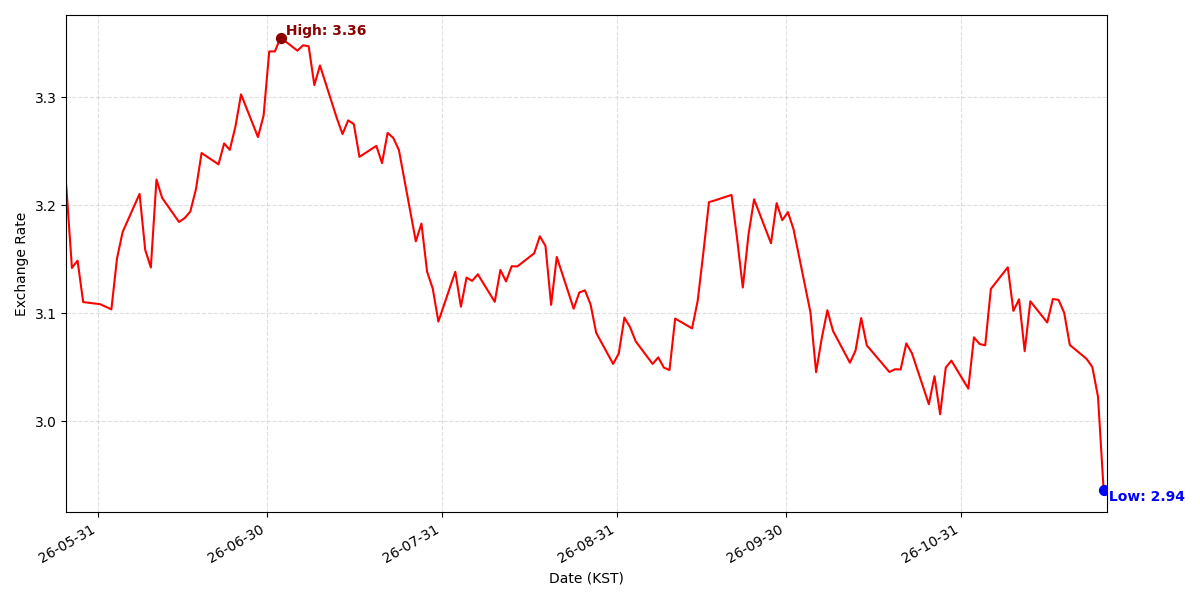 High: 3.36
3.3
3.2
3.1
3.0
Exchange Rate
Low: 2.94
26-05-31
26-06-30
26-07-31
26-08-31
26-09-30
26-10-31
Date (KST)